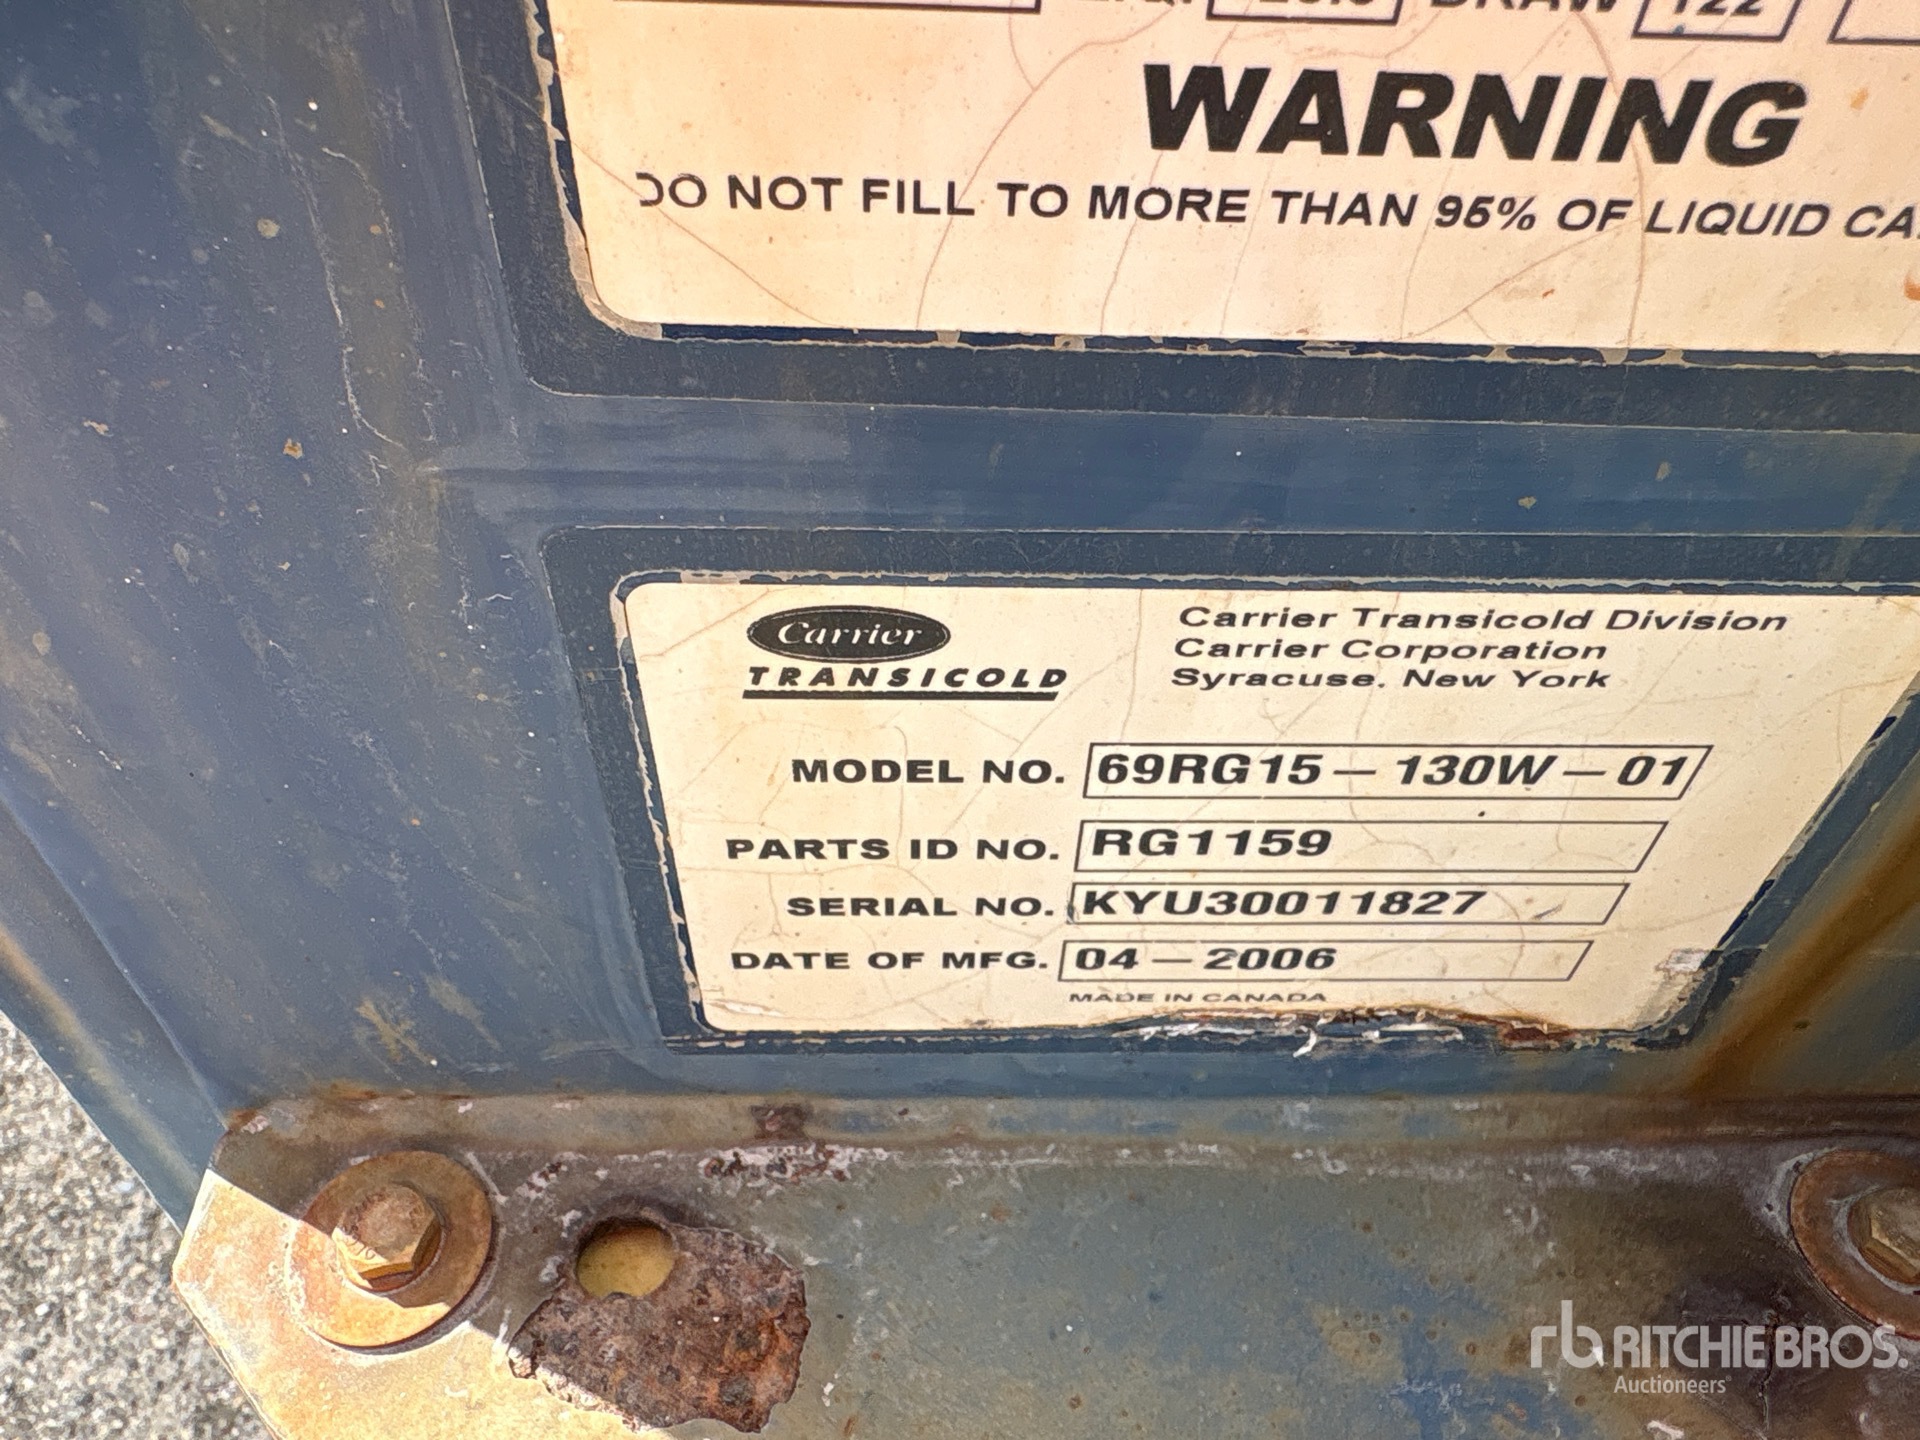 122
WARNING
DO NOT FILL TO MORE THAN 95% OF LIQUID
Carrier
TRANSICOLD
Carrier Transicold Division
Carrier Corporation
Syracuse, New York
MODEL NO. 69RG15-130W-01
PARTS ID NO. RG1159
SERIAL NO. KYU30011827
DATE OF MFG. 04-2006
MADE IN CANADA
rb RITCHIE BROS.
Auctioneers